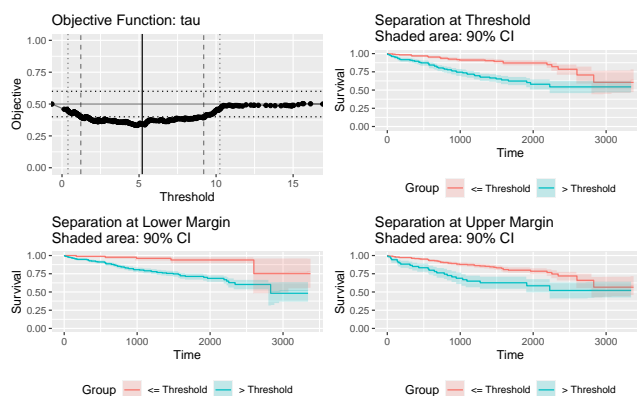 Objective Function: tau
1.00
0.75
0.50
0.25
0.00
Objective
0
5
10
15
Threshold
Separation at Threshold
Shaded area: 90% CI
1.00
0.75
0.50
0.25
0.00
Survival
0
1000
2000
3000
Time
Group <= Threshold > Threshold
Separation at Lower Margin
Shaded area: 90% CI
1.00
0.75
0.50
0.25
0.00
Survival
0
1000
2000
3000
Time
Group <= Threshold > Threshold
Separation at Upper Margin
Shaded area: 90% CI
1.00
0.75
0.50
0.25
0.00
Survival
0
1000
2000
3000
Time
Group <= Threshold > Threshold